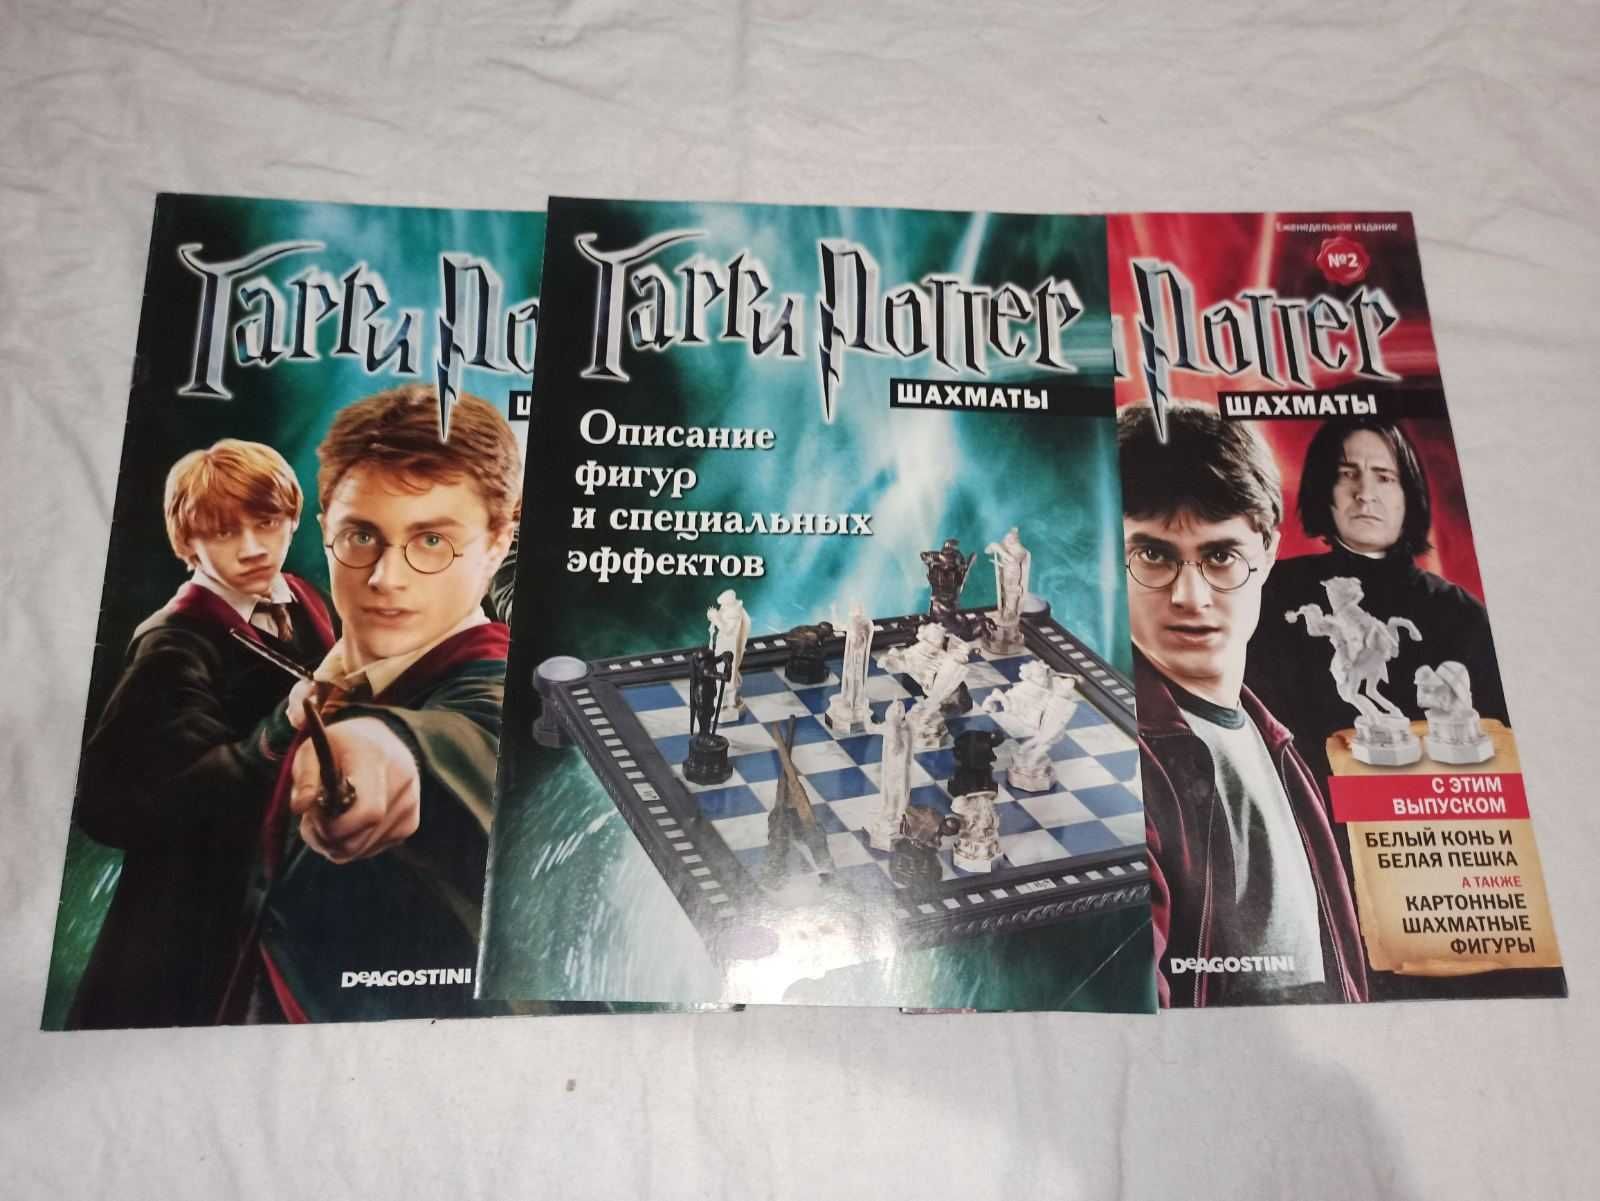 Гарри По
Ш
DeAGOSTINI
Гарри Поттер
ШАХМАТЫ
Описание
фигур
и специальных
эффектов
Еженедельное издание
№2
и Поттер
ШАХМАТЫ
С ЭТИМ
ВЫПУСКОМ
БЕЛЫЙ КОНЬ И
БЕЛАЯ ПЕШКА
А ТАКЖЕ
КАРТОННЫЕ
ШАХМАТНЫЕ
ФИГУРЫ
DeAGOSTINI